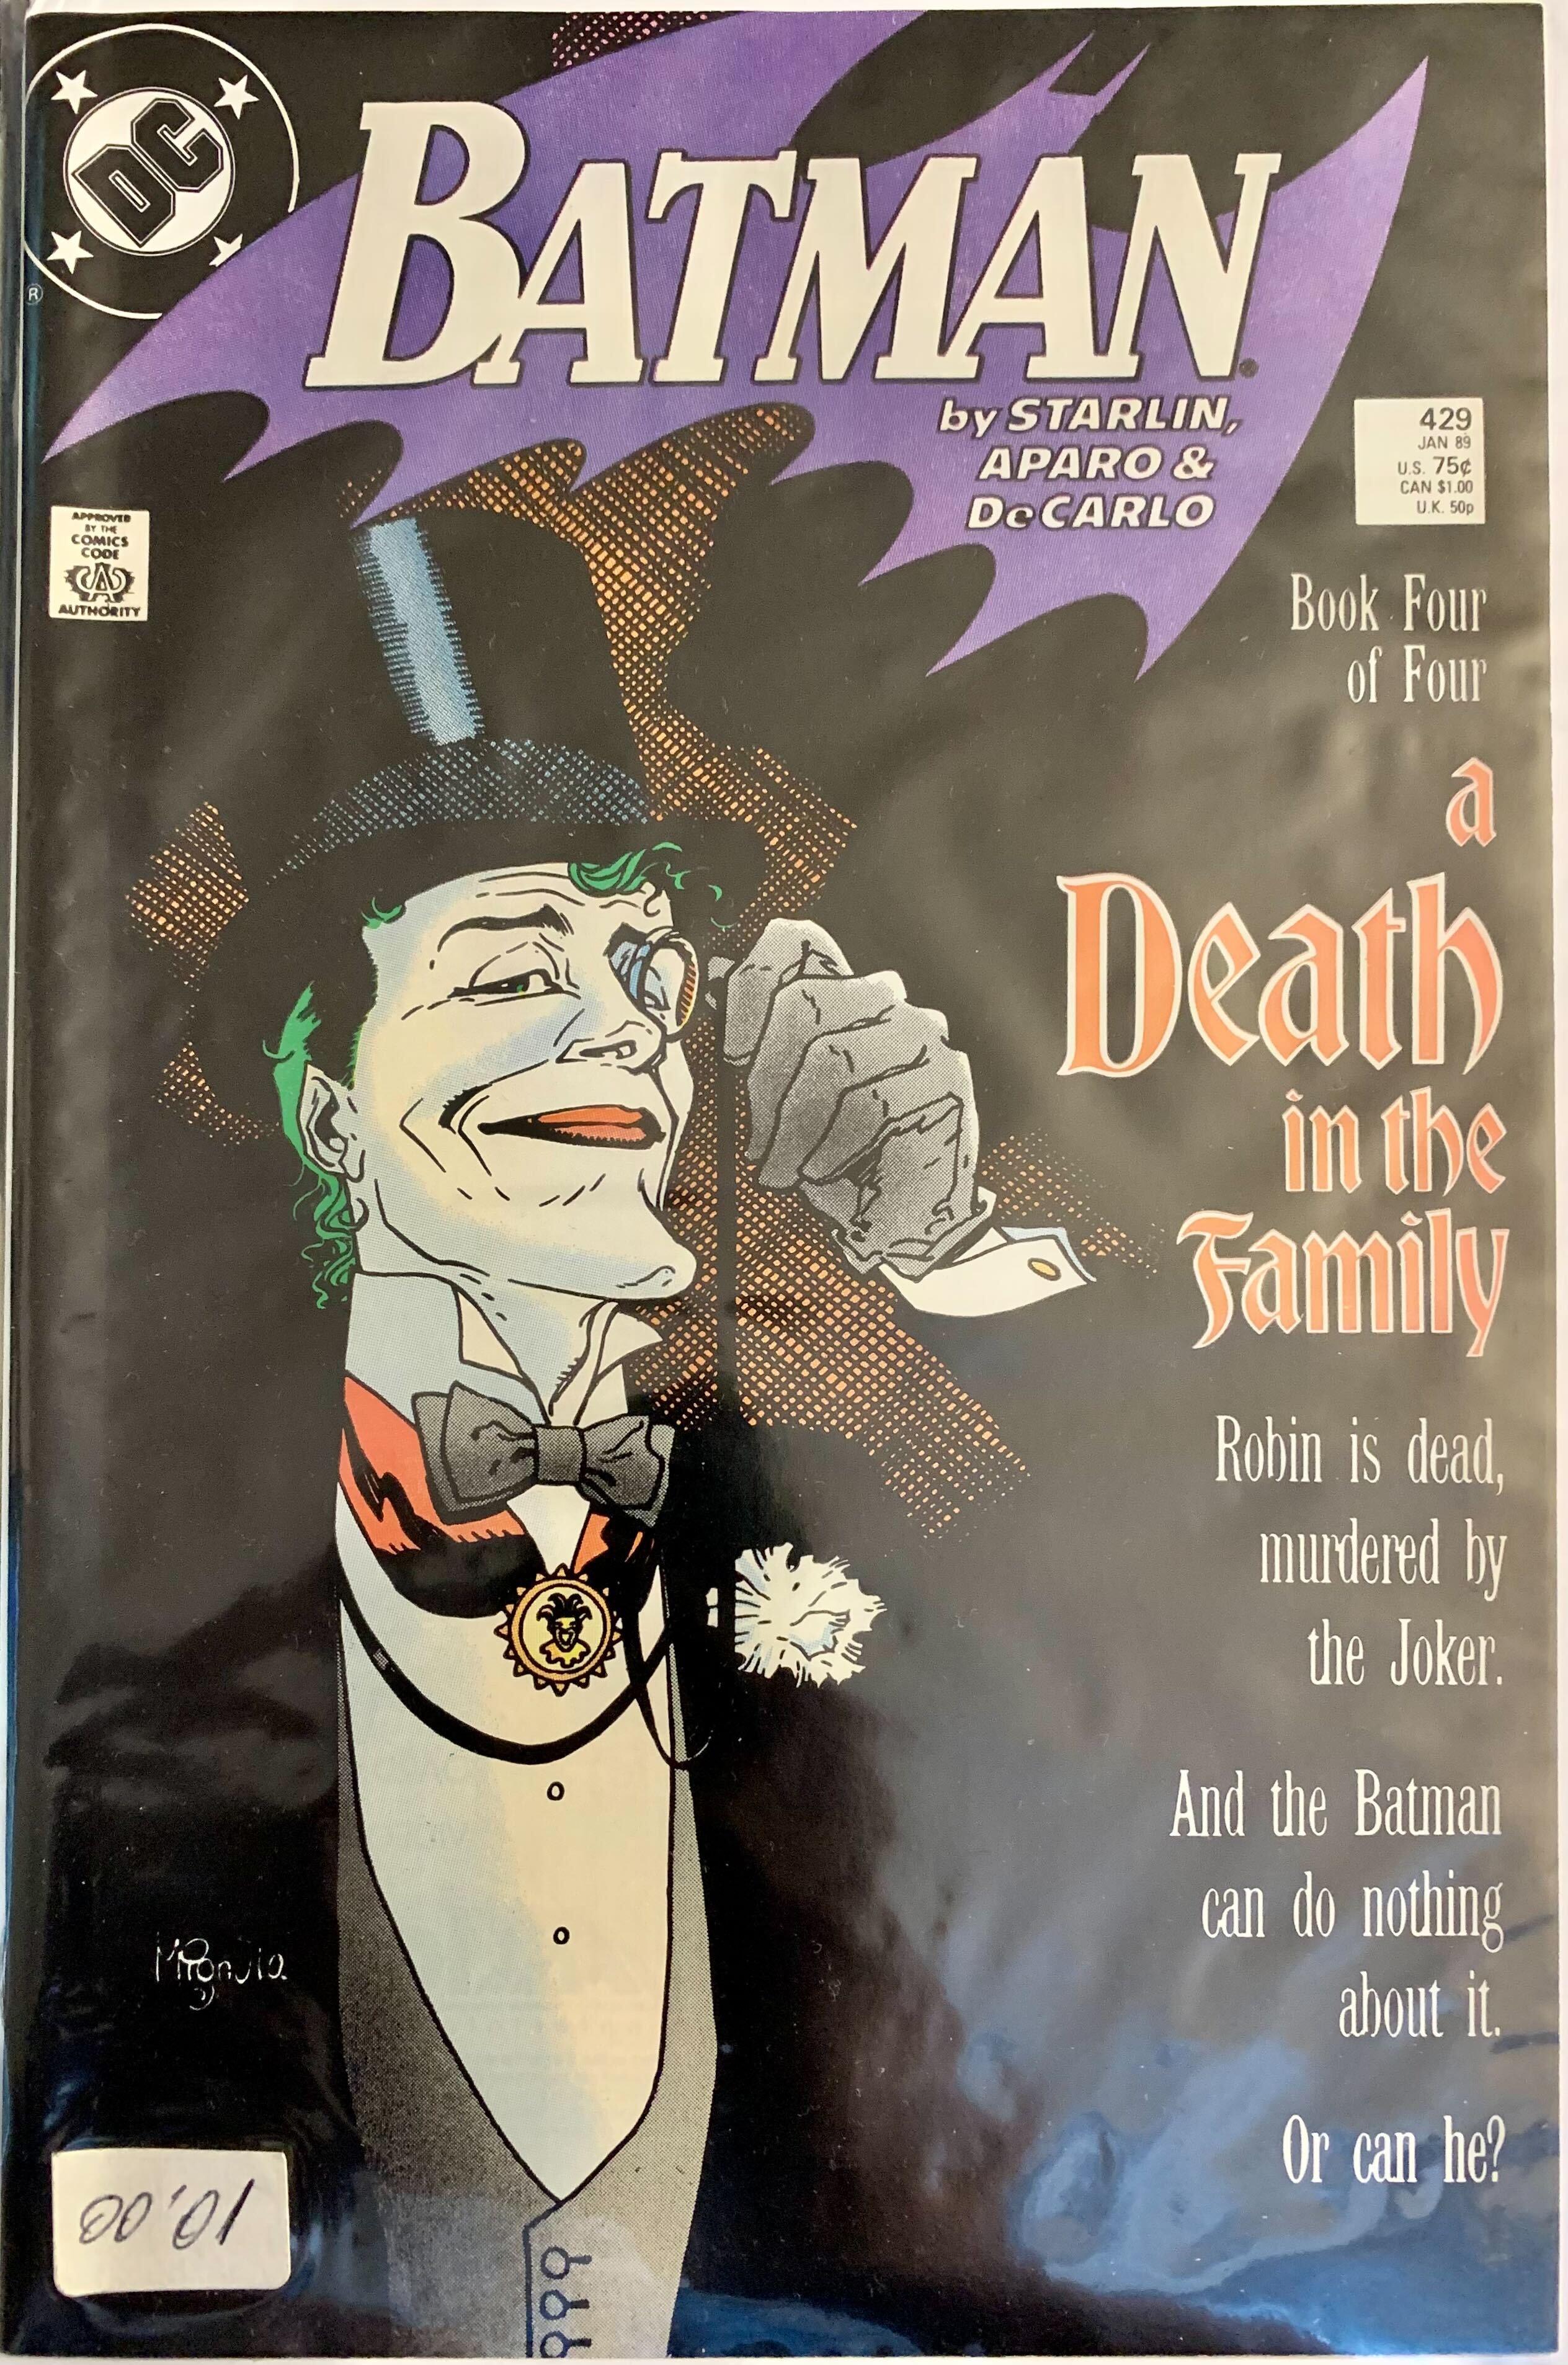 DC
®
BATMAN
by STARLIN,
APARO &
DeCARLO
429
JAN 89
U.S. 75¢
CAN $1.00
U.K. 50p
APPROVED
BY THE
COMICS
CODE
CA
AUTHORITY
Book Four
of Four
a
Death
in the
Family
Robin is dead,
murdered by
the Joker.
And the Batman
can do nothing
about it.
Or can he?
Mignola
10.00